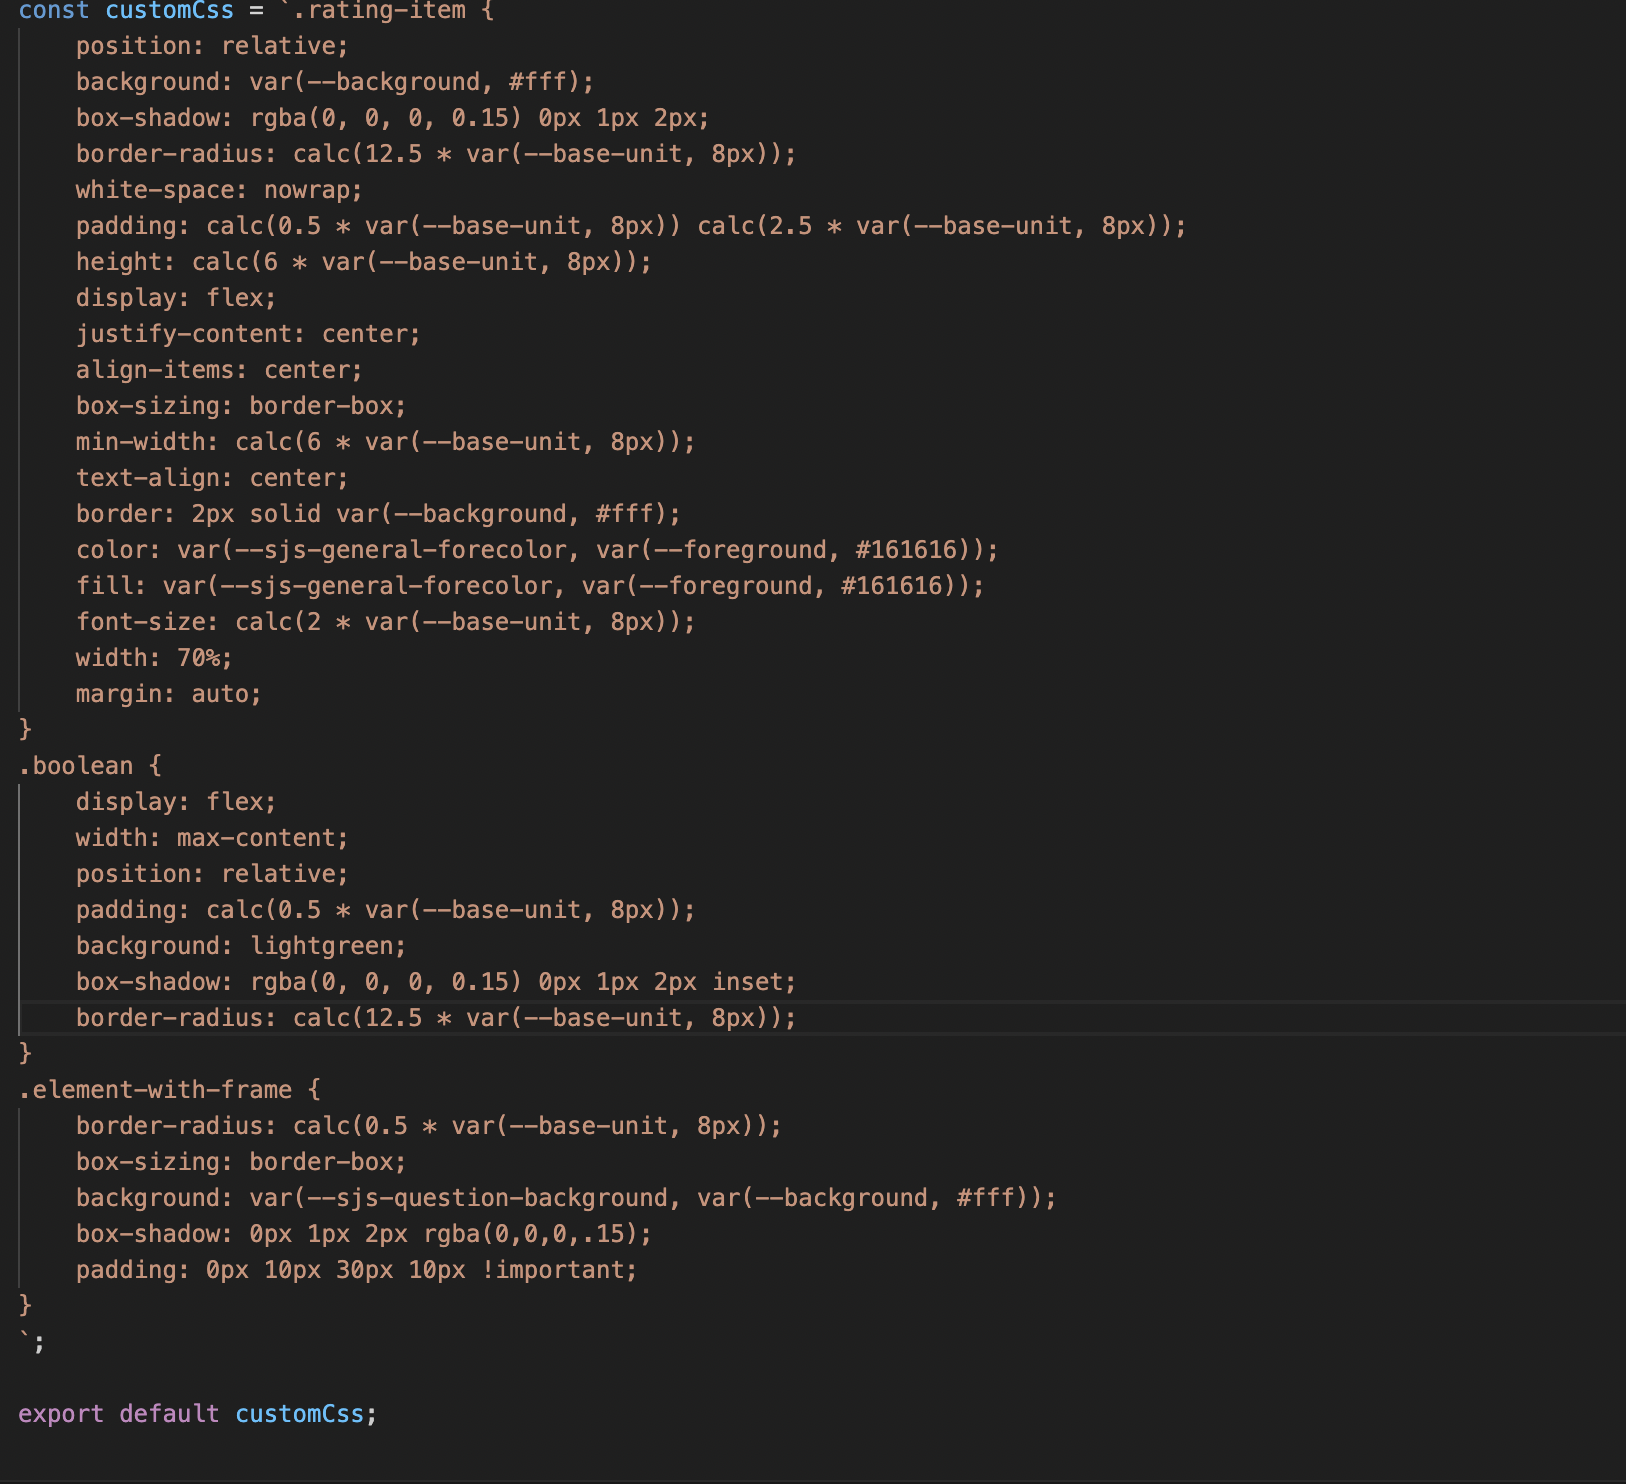 const customCss = `.rating-item {
    position: relative;
    background: var(--background, #fff);
    box-shadow: rgba(0, 0, 0, 0.15) 0px 1px 2px;
    border-radius: calc(12.5 * var(--base-unit, 8px));
    white-space: nowrap;
    padding: calc(0.5 * var(--base-unit, 8px)) calc(2.5 * var(--base-unit, 8px));
    height: calc(6 * var(--base-unit, 8px));
    display: flex;
    justify-content: center;
    align-items: center;
    box-sizing: border-box;
    min-width: calc(6 * var(--base-unit, 8px));
    text-align: center;
    border: 2px solid var(--background, #fff);
    color: var(--sjs-general-forecolor, var(--foreground, #161616));
    fill: var(--sjs-general-forecolor, var(--foreground, #161616));
    font-size: calc(2 * var(--base-unit, 8px));
    width: 70%;
    margin: auto;
}
.boolean {
    display: flex;
    width: max-content;
    position: relative;
    padding: calc(0.5 * var(--base-unit, 8px));
    background: lightgreen;
    box-shadow: rgba(0, 0, 0, 0.15) 0px 1px 2px inset;
    border-radius: calc(12.5 * var(--base-unit, 8px));
}
.element-with-frame {
    border-radius: calc(0.5 * var(--base-unit, 8px));
    box-sizing: border-box;
    background: var(--sjs-question-background, var(--background, #fff));
    box-shadow: 0px 1px 2px rgba(0,0,0,.15);
    padding: 0px 10px 30px 10px !important;
}
`;
export default customCss;